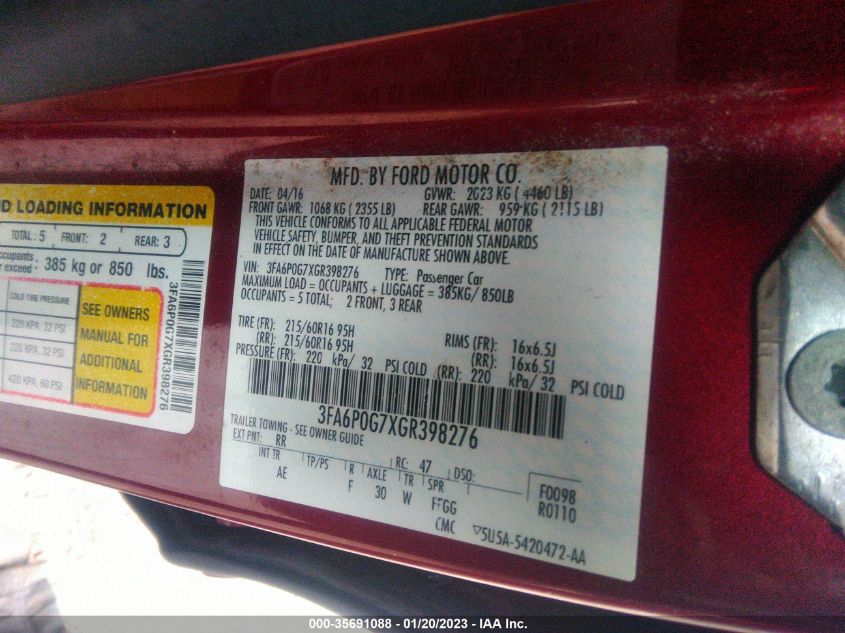 MFD. BY FORD MOTOR CO.
DATE: 04/16 GVWR: 2023 KG ( 4460 LB)
FRONT GAWR: 1068 KG ( 2355 LB) REAR GAWR: 959 KG ( 2115 LB)
THIS VEHICLE CONFORMS TO ALL APPLICABLE FEDERAL MOTOR
VEHICLE SAFETY, BUMPER, AND THEFT PREVENTION STANDARDS
IN EFFECT ON THE DATE OF MANUFACTURE SHOWN ABOVE.
VIN: 3FA6P0G7XGR398276 TYPE: Passenger Car
MAXIMUM LOAD = OCCUPANTS + LUGGAGE = 385KG/ 850LB
OCCUPANTS = 5 TOTAL; 2 FRONT, 3 REAR
TIRE (FR): 215/60R16 95H RIMS (FR): 16x6.5J
(RR): 215/60R16 95H (RR): 16x6.5J
PRESSURE (FR): 220 kPa/ 32 PSI COLD (RR): 220 kPa/ 32 PSI COLD
3FA6P0G7XGR398276
TRAILER TOWING - SEE OWNER GUIDE
EXT PNT: RR RC: 47 DSO:
INT TR TP/PS R AXLE TR SPR F0098
AE F 30 W FFGG R0110
CMC 5U5A-5420472-AA
D LOADING INFORMATION
TOTAL: 5 FRONT: 2 REAR: 3
occupants
exceed: 385 kg or 850 lbs.
COLD TIRE PRESSURE
220 KPA, 32 PSI
220 KPA, 32 PSI
420 KPA, 60 PSI
SEE OWNERS
MANUAL FOR
ADDITIONAL
INFORMATION
3FA6P0G7XGR398276
000-35691088 - 01/20/2023 - IAA Inc.